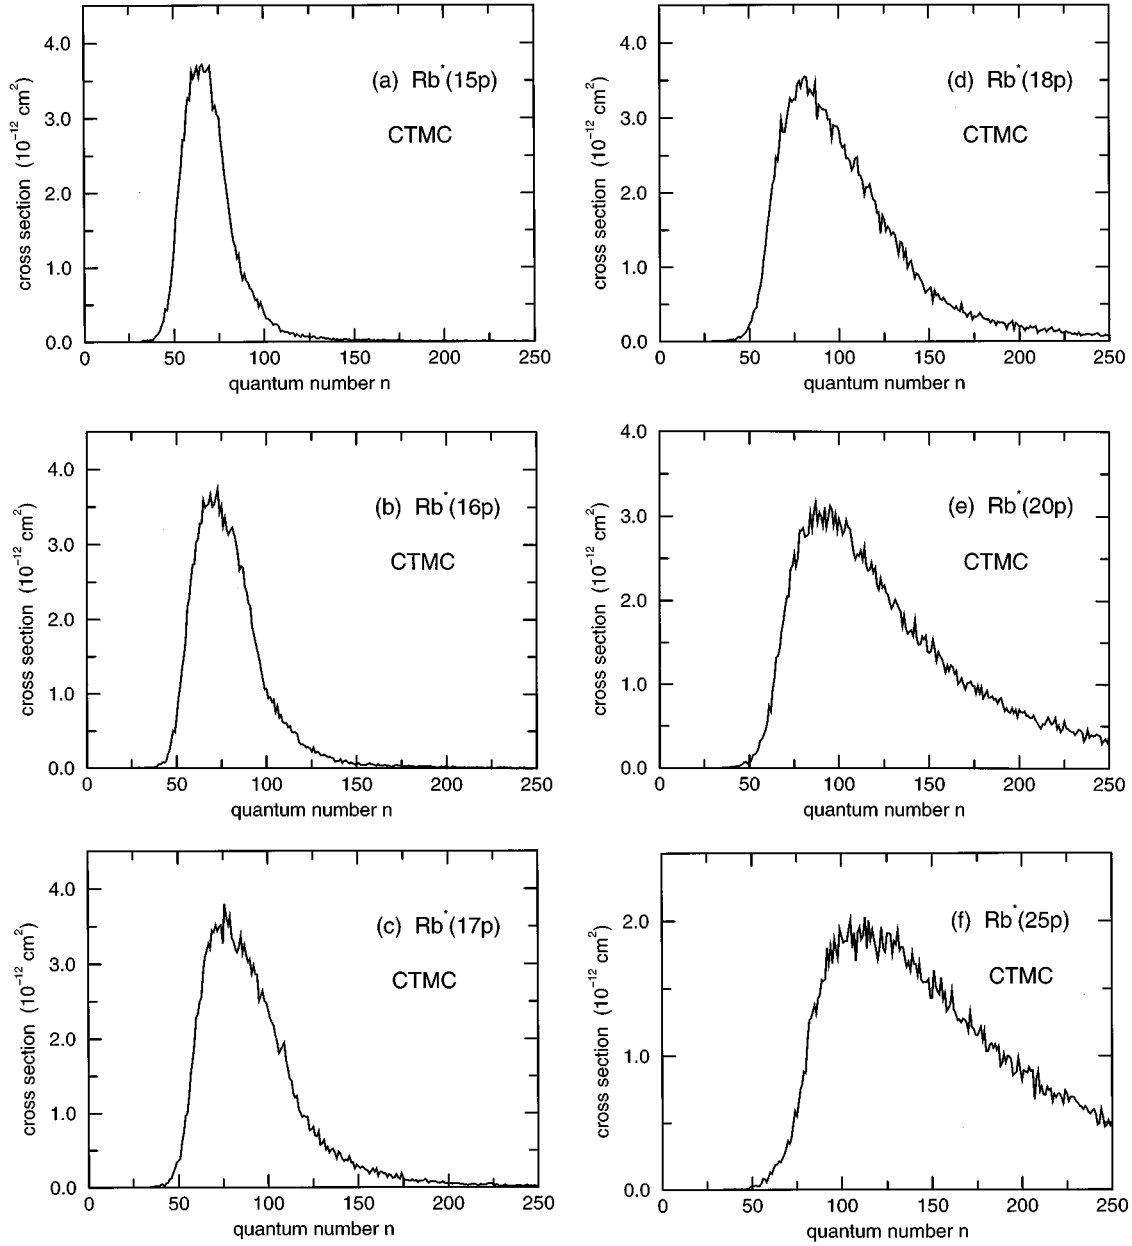 4.0
3.0
2.0
1.0
0.0
cross section (10⁻¹² cm²)
(a) Rb*(15p)
CTMC
0 50 100 150 200 250
quantum number n
4.0
3.0
2.0
1.0
0.0
cross section (10⁻¹² cm²)
(b) Rb*(16p)
CTMC
0 50 100 150 200 250
quantum number n
4.0
3.0
2.0
1.0
0.0
cross section (10⁻¹² cm²)
(c) Rb*(17p)
CTMC
0 50 100 150 200 250
quantum number n
4.0
3.0
2.0
1.0
0.0
cross section (10⁻¹² cm²)
(d) Rb*(18p)
CTMC
0 50 100 150 200 250
quantum number n
4.0
3.0
2.0
1.0
0.0
cross section (10⁻¹² cm²)
(e) Rb*(20p)
CTMC
0 50 100 150 200 250
quantum number n
2.0
1.0
0.0
cross section (10⁻¹² cm²)
(f) Rb*(25p)
CTMC
0 50 100 150 200 250
quantum number n